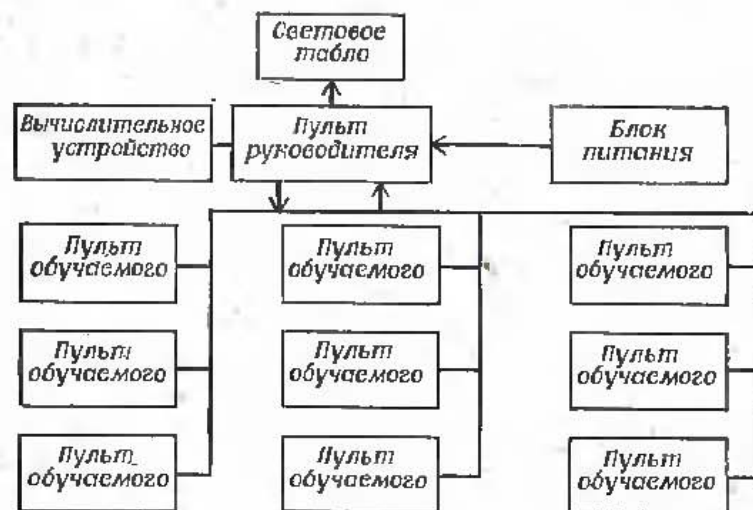 Световое
табло
Вычислительное
устройство
Пульт
руководителя
Блок
питания
Пульт
обучаемого
Пульт
обучаемого
Пульт
обучаемого
Пульт
обучаемого
Пульт
обучаемого
Пульт
обучаемого
Пульт
обучаемого
Пульт
обучаемого
Пульт
обучаемого